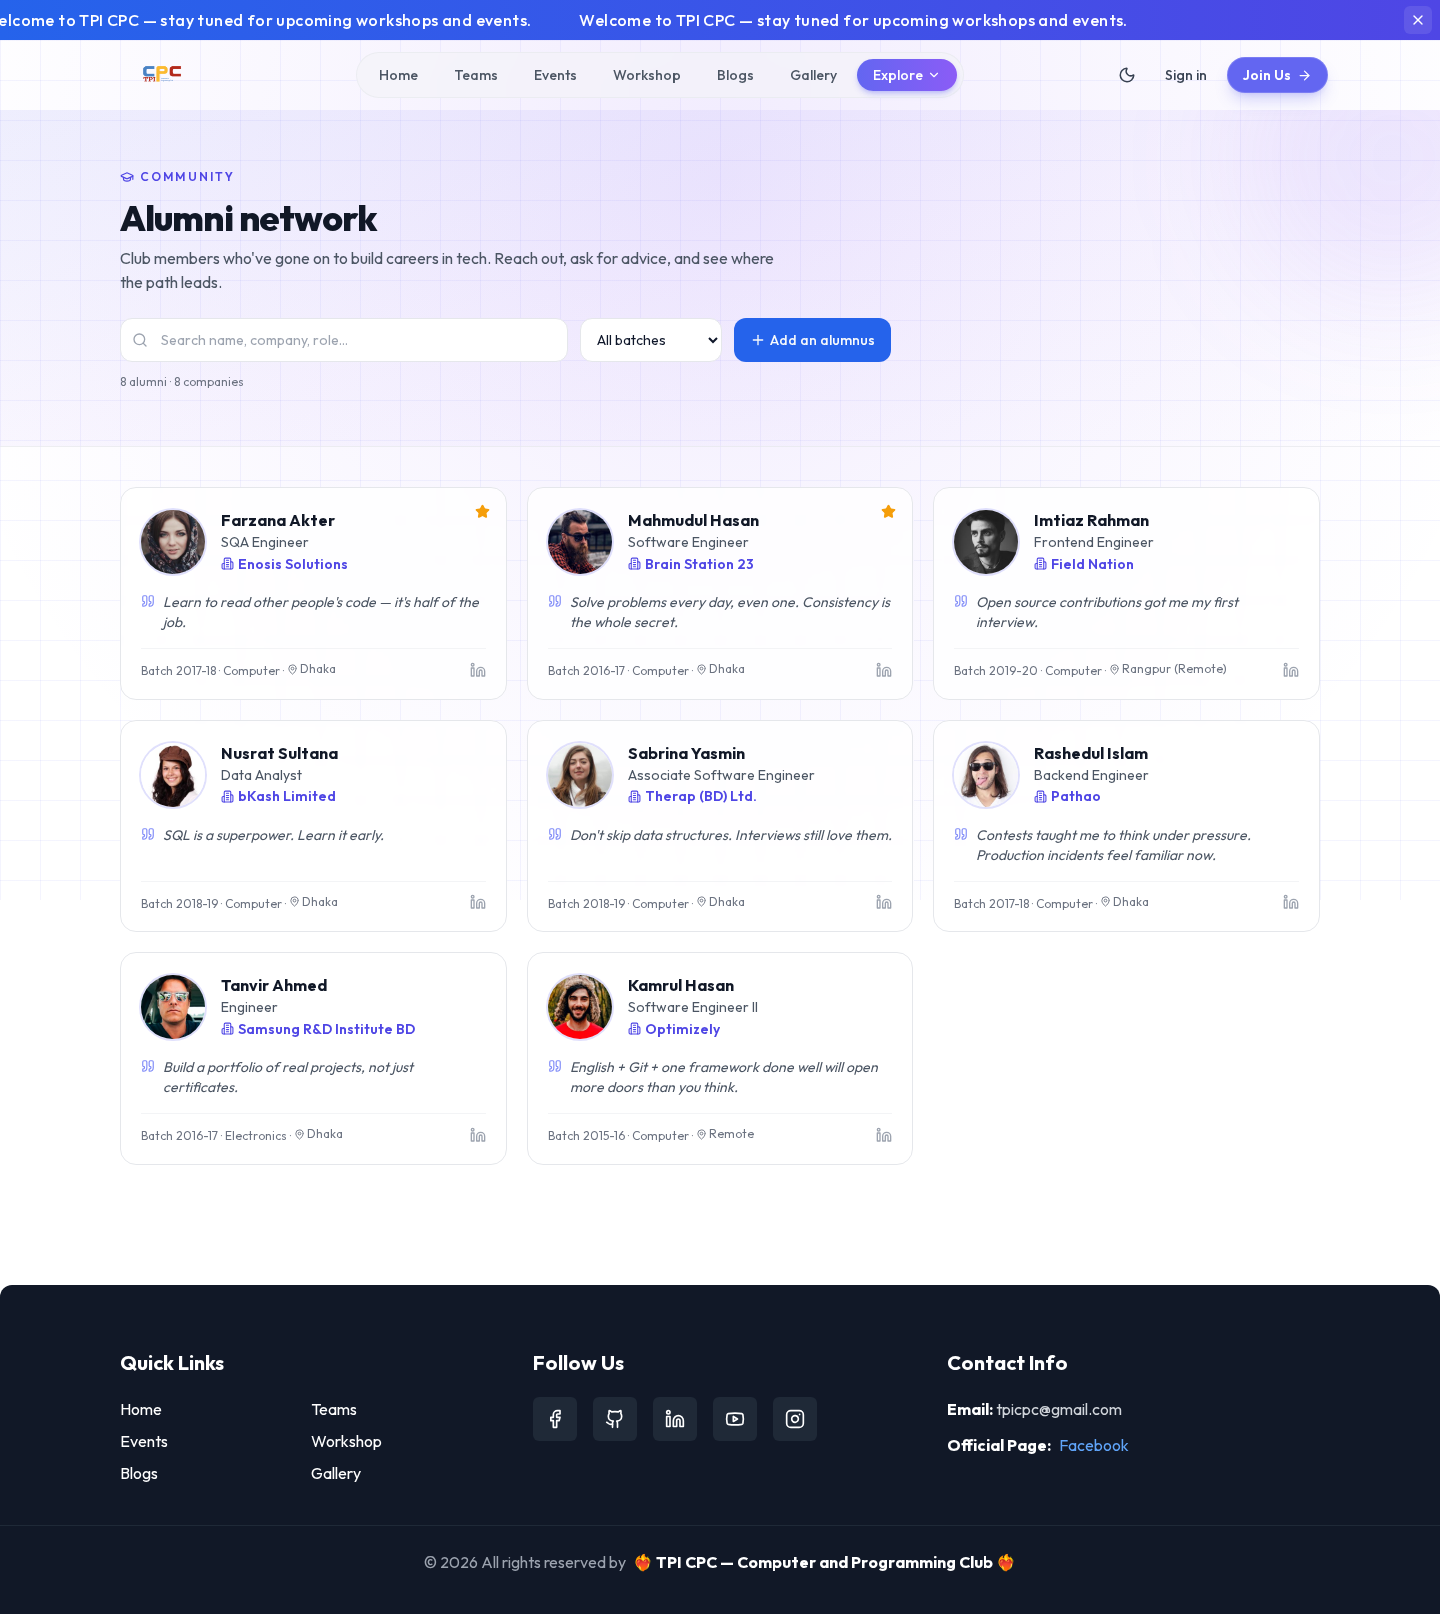 elcome to TPI CPC — stay tuned for upcoming workshops and events. Welcome to TPI CPC — stay tuned for upcoming workshops and events.
CPC
TPI
Home Teams Events Workshop Blogs Gallery Explore Sign in Join Us
COMMUNITY
Alumni network
Club members who've gone on to build careers in tech. Reach out, ask for advice, and see where
the path leads.
Search name, company, role... All batches Add an alumnus
8 alumni · 8 companies
Farzana Akter
SQA Engineer
Enosis Solutions
Learn to read other people's code — it's half of the
job.
Batch 2017-18 · Computer · Dhaka
Mahmudul Hasan
Software Engineer
Brain Station 23
Solve problems every day, even one. Consistency is
the whole secret.
Batch 2016-17 · Computer · Dhaka
Imtiaz Rahman
Frontend Engineer
Field Nation
Open source contributions got me my first
interview.
Batch 2019-20 · Computer · Rangpur (Remote)
Nusrat Sultana
Data Analyst
bKash Limited
SQL is a superpower. Learn it early.
Batch 2018-19 · Computer · Dhaka
Sabrina Yasmin
Associate Software Engineer
Therap (BD) Ltd.
Don't skip data structures. Interviews still love them.
Batch 2018-19 · Computer · Dhaka
Rashedul Islam
Backend Engineer
Pathao
Contests taught me to think under pressure.
Production incidents feel familiar now.
Batch 2017-18 · Computer · Dhaka
Tanvir Ahmed
Engineer
Samsung R&D Institute BD
Build a portfolio of real projects, not just
certificates.
Batch 2016-17 · Electronics · Dhaka
Kamrul Hasan
Software Engineer II
Optimizely
English + Git + one framework done well will open
more doors than you think.
Batch 2015-16 · Computer · Remote
Quick Links
Home Teams
Events Workshop
Blogs Gallery
Follow Us
Contact Info
Email: tpicpc@gmail.com
Official Page: Facebook
© 2026 All rights reserved by ❤️‍🔥 TPI CPC — Computer and Programming Club ❤️‍🔥